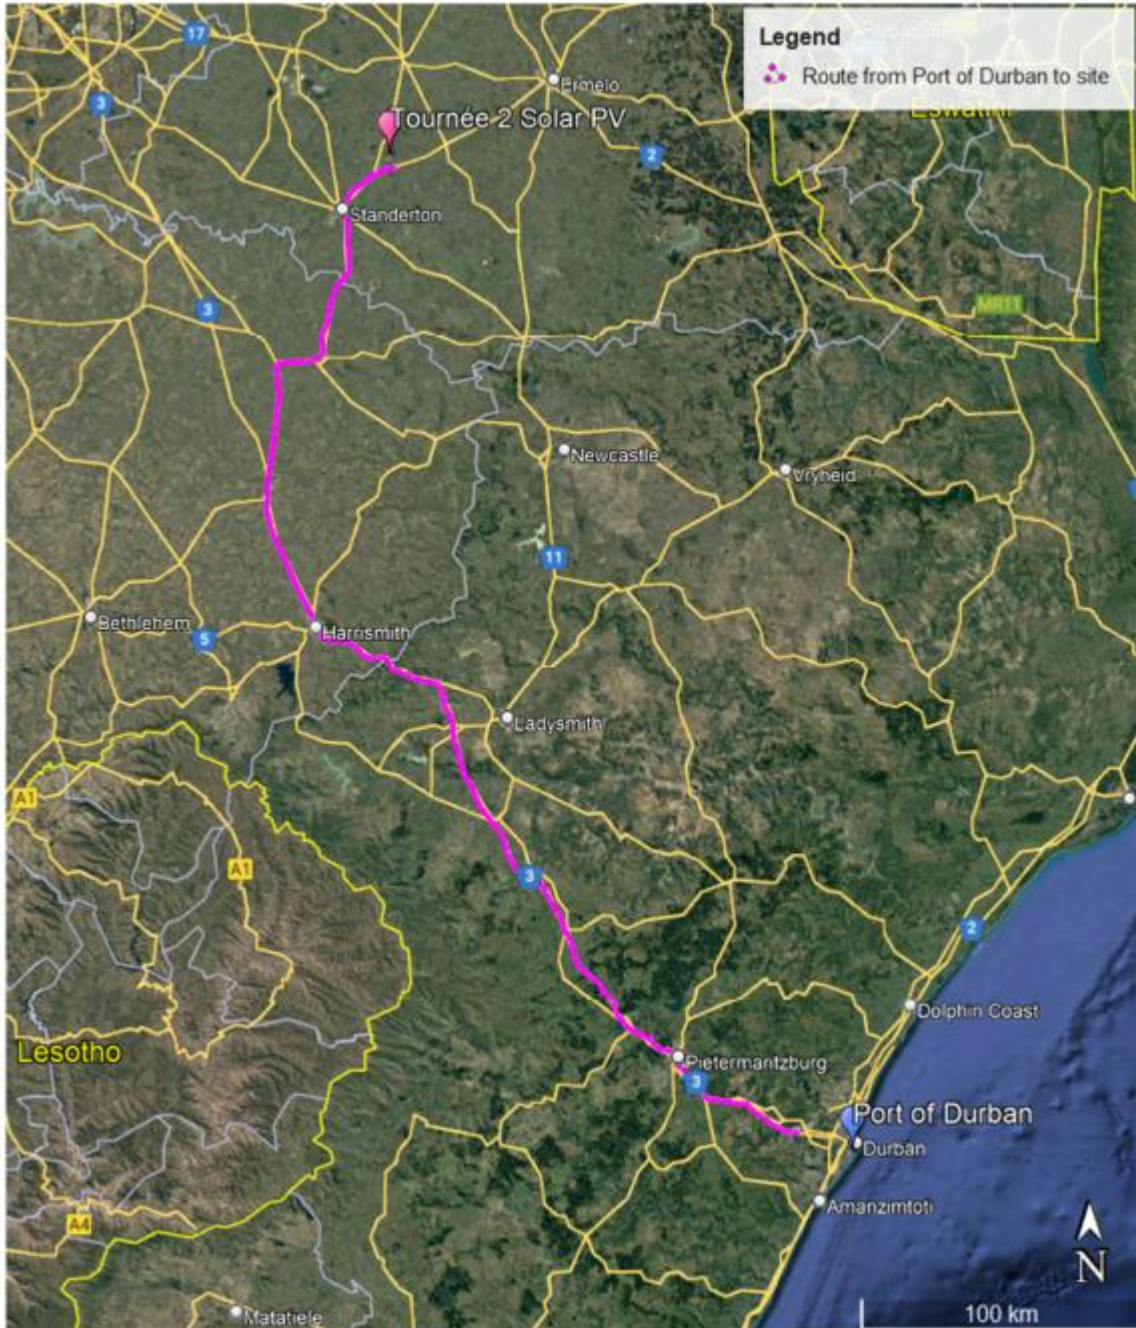 Legend
Route from Port of Durban to site
17
3
Ermelo
Eswatini
Tournée 2 Solar PV
2
Standerton
3
MR11
Newcastle
Vryheid
11
Bethlehem
5
Harrismith
Ladysmith
A1
A1
3
2
Dolphin Coast
Lesotho
Pietermaritzburg
3
Port of Durban
Durban
Amanzimtoti
A4
N
Matatiele
100 km